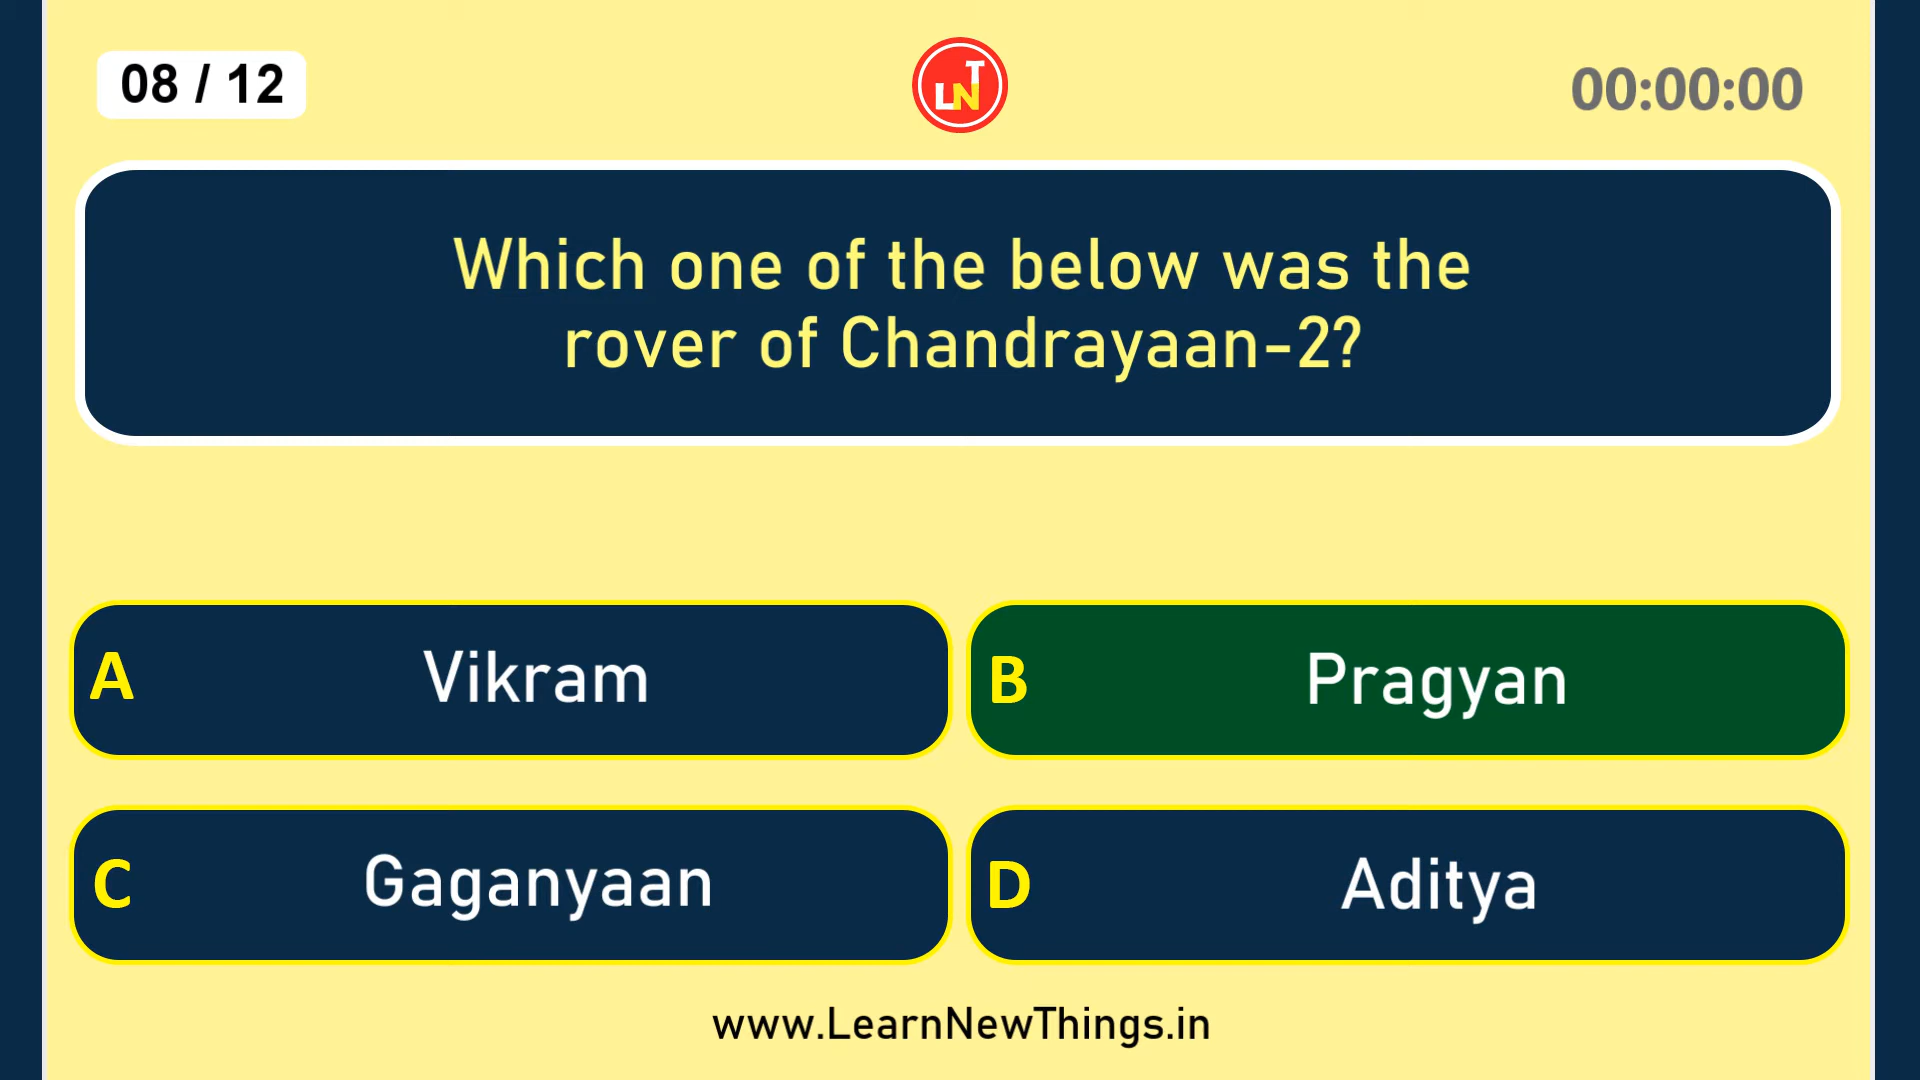 08 / 12
LNT
00:00:00
Which one of the below was the
rover of Chandrayaan-2?
A Vikram
B Pragyan
C Gaganyaan
D Aditya
www.LearnNewThings.in